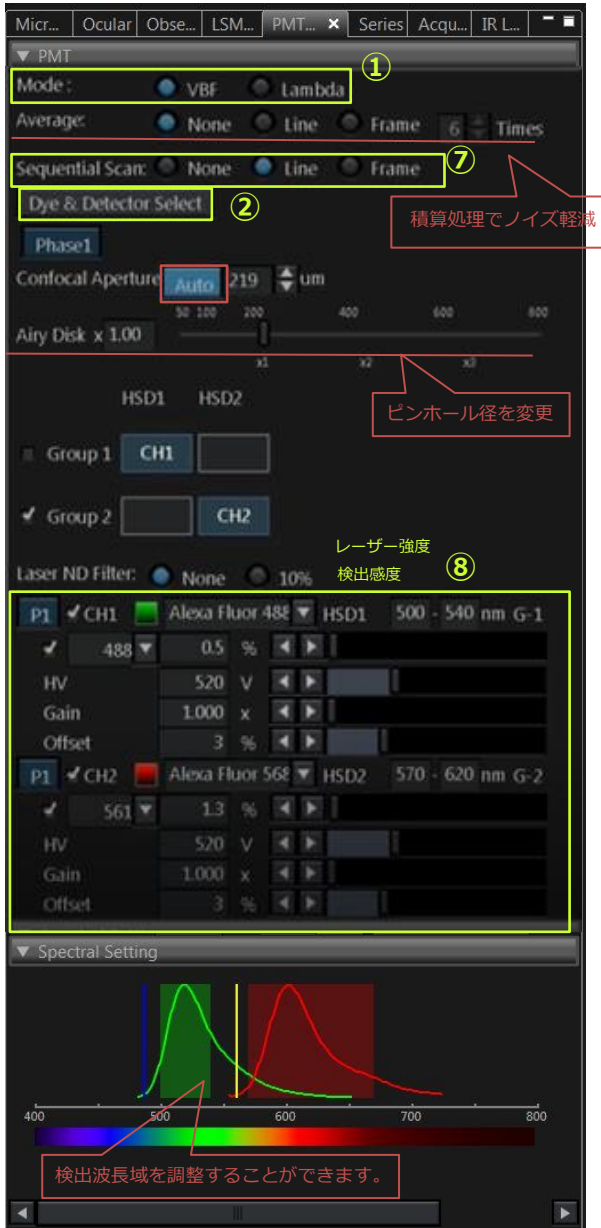 Micr... Ocular Obse... LSM... PMT... × Series Acqu... IR L...
▼ PMT
①
Mode : VBF Lambda
Average: None Line Frame 6 Times
Sequential Scan: None Line Frame ⑦
Dye & Detector Select ②
積算処理でノイズ軽減
Phase1
Confocal Aperture Auto 219 um
50 100 200 400 600 800
Airy Disk x 1.00
x1 x2 x3
ピンホール径を変更
HSD1 HSD2
Group 1 CH1
Group 2 CH2
レーザー強度
検出感度 ⑧
Laser ND Filter: None 10%
P1 CH1 Alexa Fluor 488 HSD1 500 - 540 nm G-1
488 0.5 %
HV 520 V
Gain 1.000 x
Offset 3 %
P1 CH2 Alexa Fluor 568 HSD2 570 - 620 nm G-2
561 1.3 %
HV 520 V
Gain 1.000 x
Offset 3 %
▼ Spectral Setting
400 500 600 700 800
検出波長域を調整することができます。